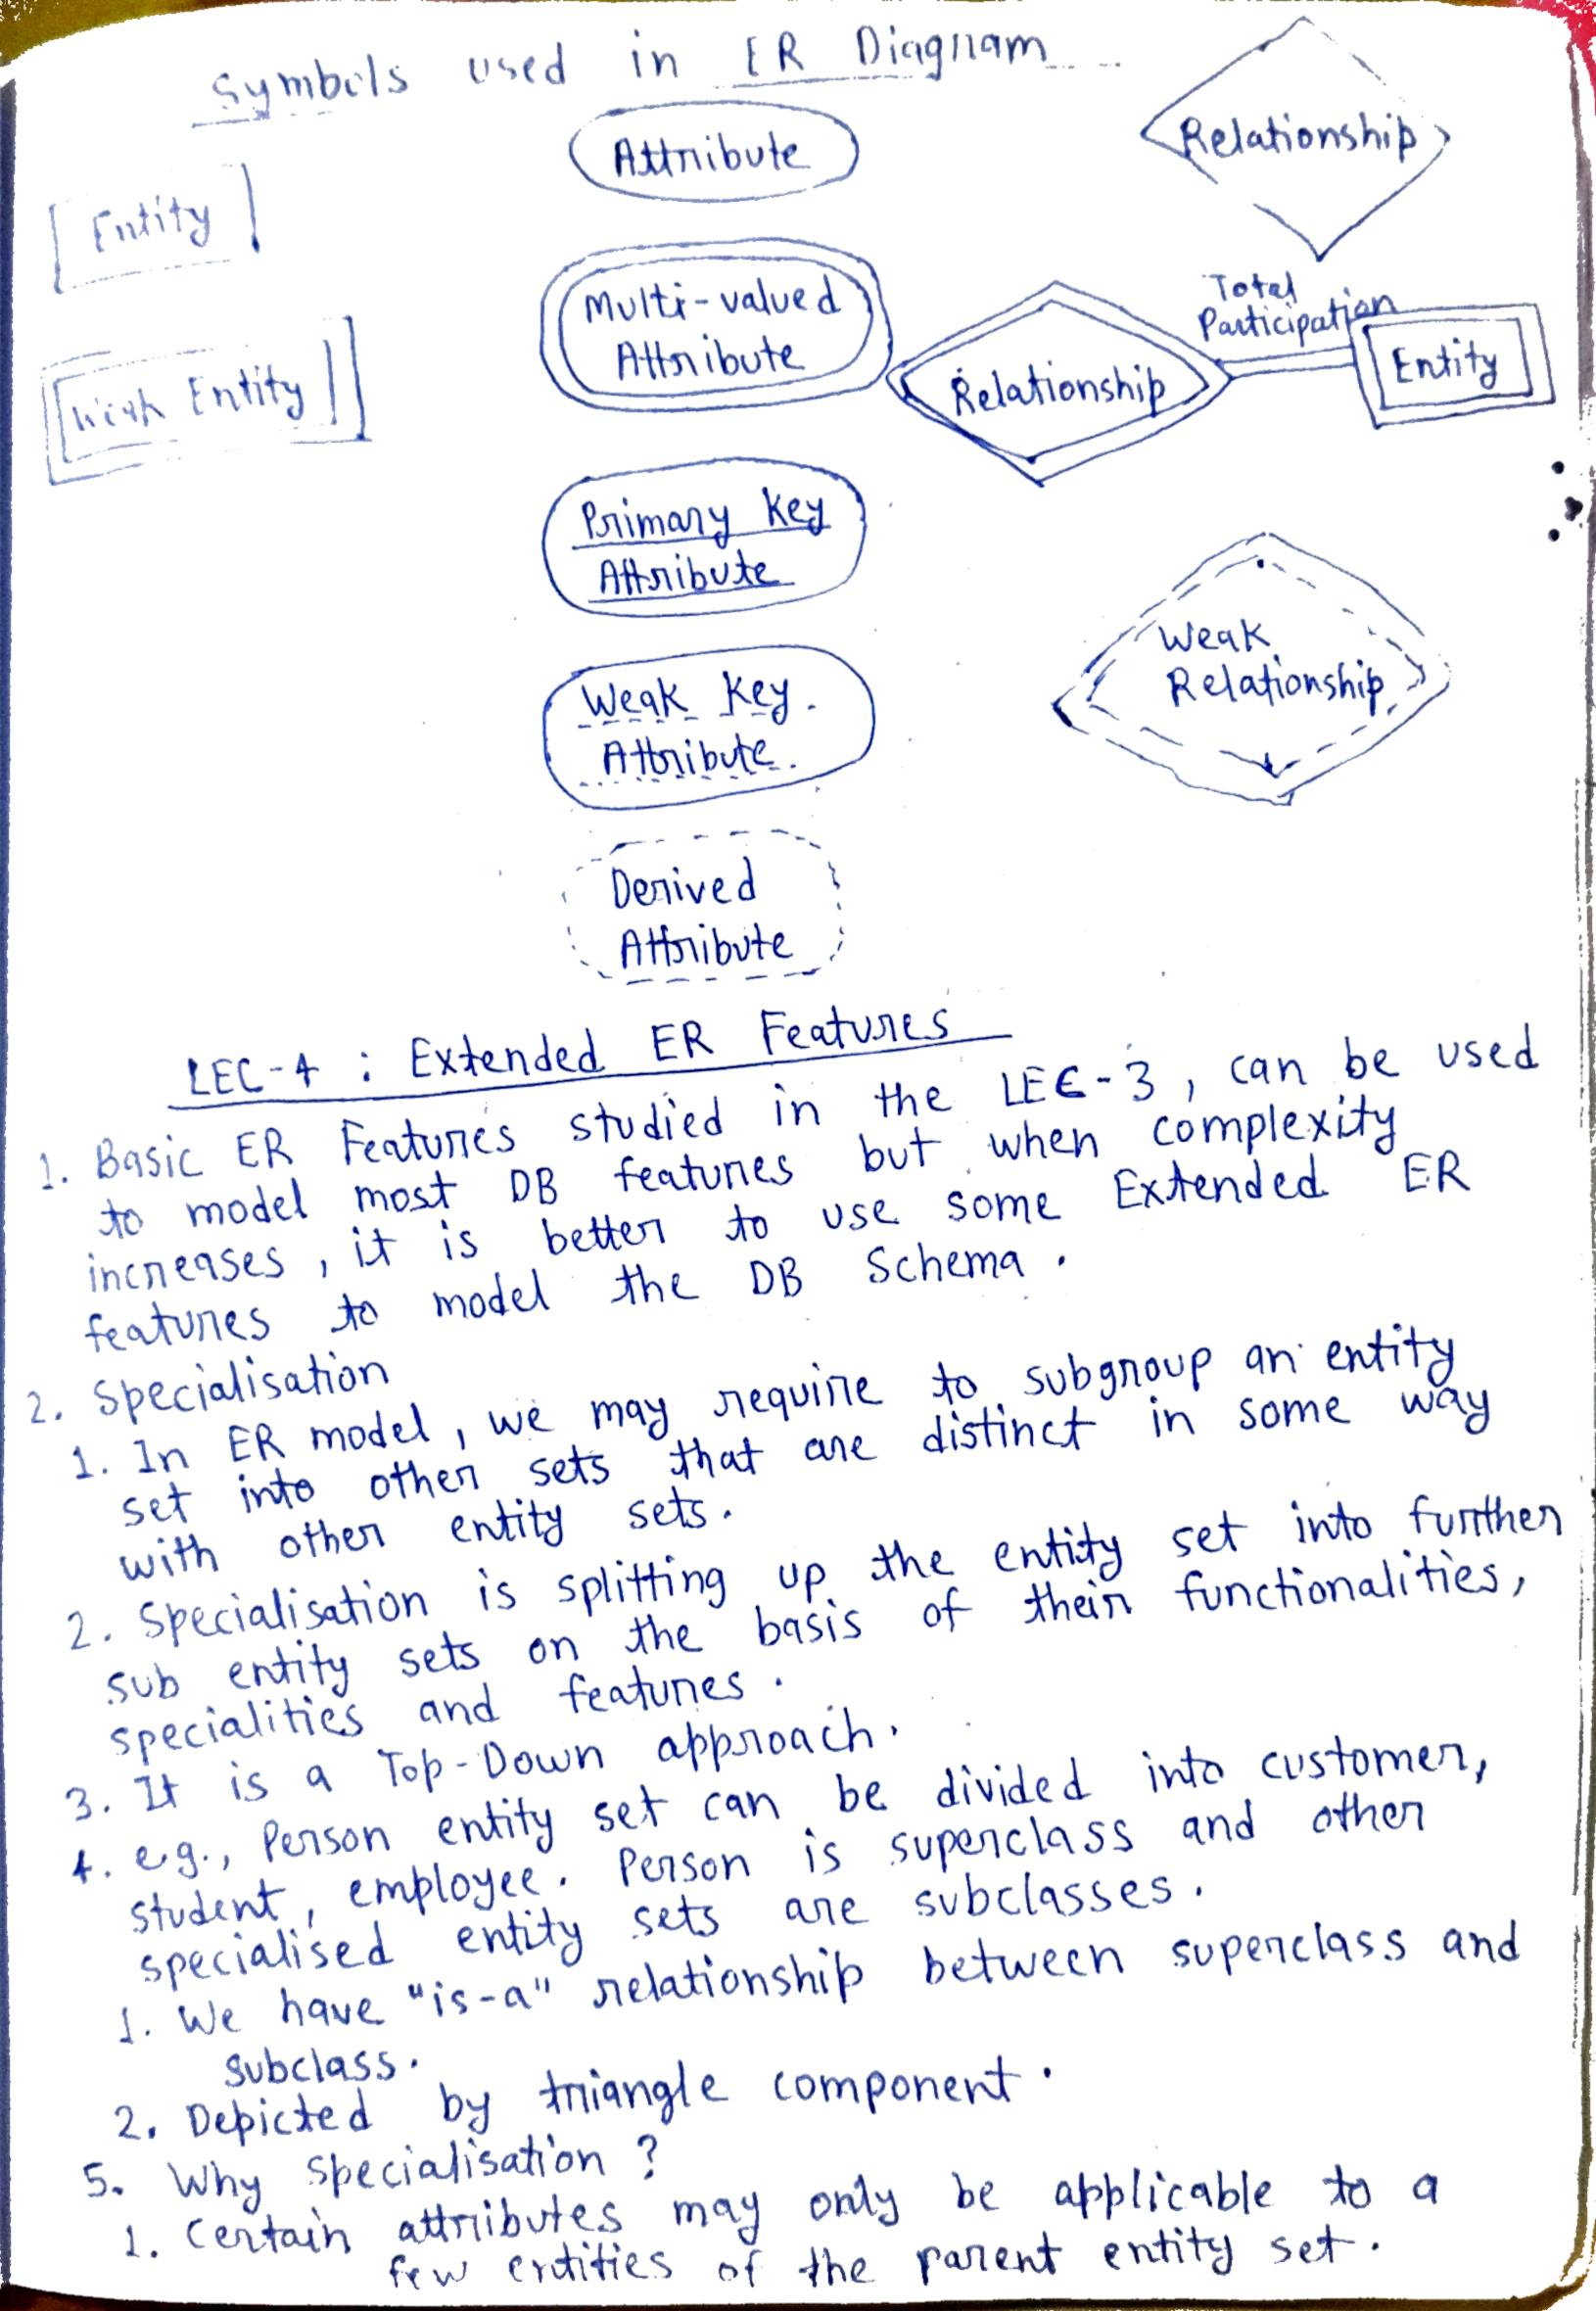 Symbols used in ER Diagram
Attribute
Relationship
Entity
Multi-valued
Attribute
Total
Participation
Relationship
Entity
Weak Entity
Primary Key
Attribute
Weak
Relationship
Weak Key
Attribute
Derived
Attribute
LEC-4 : Extended ER Features
1. Basic ER Features studied in the LEC-3, can be used
to model most DB features but when complexity
increases, it is better to use some Extended ER
features to model the DB Schema.
2. Specialisation
1. In ER model, we may require to subgroup an entity
set into other sets that are distinct in some way
with other entity sets.
2. Specialisation is splitting up the entity set into further
sub entity sets on the basis of their functionalities,
specialities and features.
3. It is a Top-Down approach.
4. e.g., Person entity set can be divided into customer,
student, employee. Person is superclass and other
specialised entity sets are subclasses.
1. We have "is-a" relationship between superclass and
subclass.
2. Depicted by triangle component.
5. Why Specialisation?
1. Certain attributes may only be applicable to a
few entities of the parent entity set.